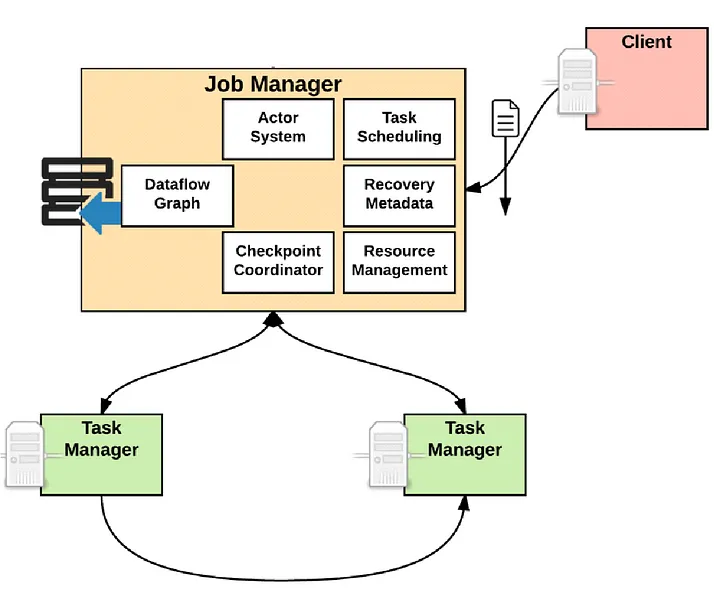 Client
Job Manager
Actor
System
Task
Scheduling
Dataflow
Graph
Recovery
Metadata
Checkpoint
Coordinator
Resource
Management
Task
Manager
Task
Manager